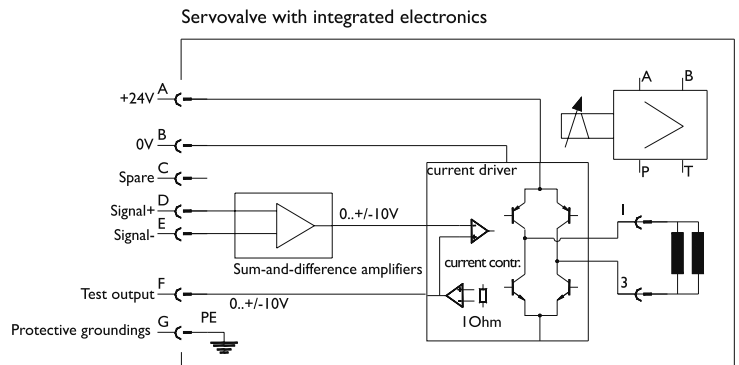 Servovalve with integrated electronics
A B
+24V A
0V B
Spare C
P T
current driver
Signal+ D
0..+/-10V
1
Signal- E
current contr.
Sum-and-difference amplifiers
3
Test output F
0..+/-10V
1Ohm
Protective groundings G PE